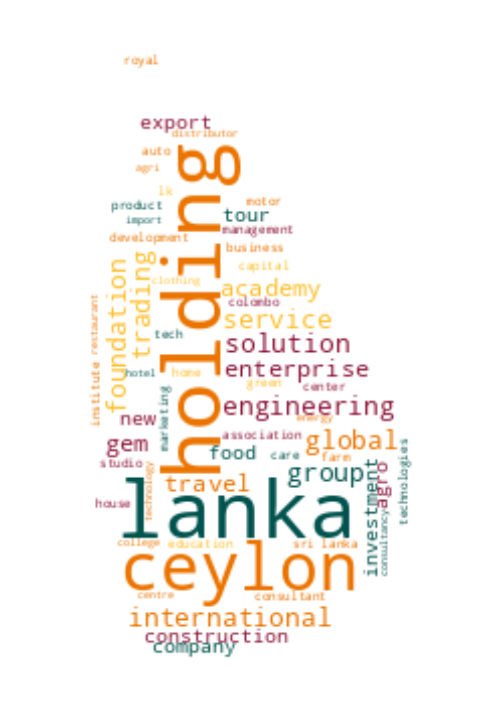 royal
export
distributor
auto
agri
holding
lk
product
motor
import
tour
management
development
business
foundation
trading
capital
clothing
academy
colombo
institute
restaurant
service
tech
solution
hotel
home
enterprise
green
center
marketing
engineering
new
energy
association
global
gem
food
care
farm
studio
technology
travel
group
investment
agro
technologies
house
lanka
consultancy
college
education
sri lanka
ceylon
centre
consultant
international
construction
company